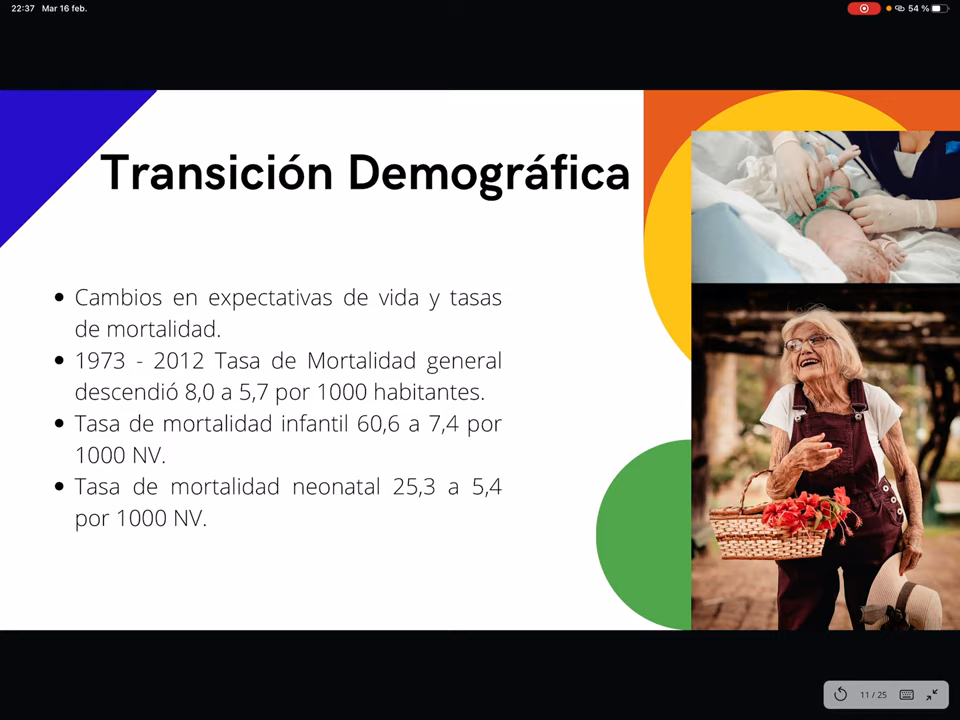 22:37 Mar 16 feb.
54 %
Transición Demográfica
• Cambios en expectativas de vida y tasas
de mortalidad.
• 1973 - 2012 Tasa de Mortalidad general
descendió 8,0 a 5,7 por 1000 habitantes.
• Tasa de mortalidad infantil 60,6 a 7,4 por
1000 NV.
• Tasa de mortalidad neonatal 25,3 a 5,4
por 1000 NV.
11 / 25